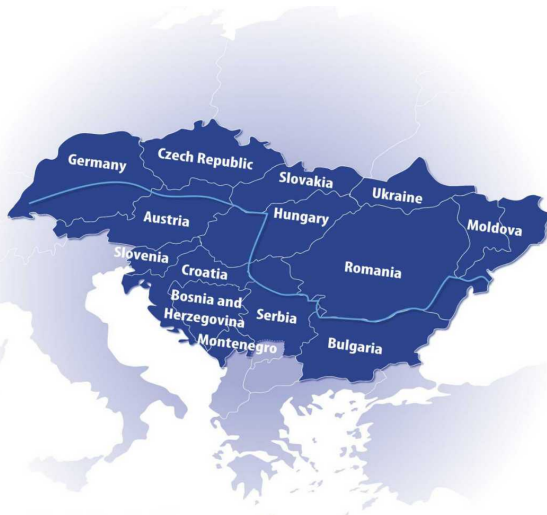 Germany
Czech Republic
Slovakia
Ukraine
Austria
Hungary
Moldova
Slovenia
Croatia
Romania
Bosnia and
Herzegovina
Serbia
Montenegro
Bulgaria